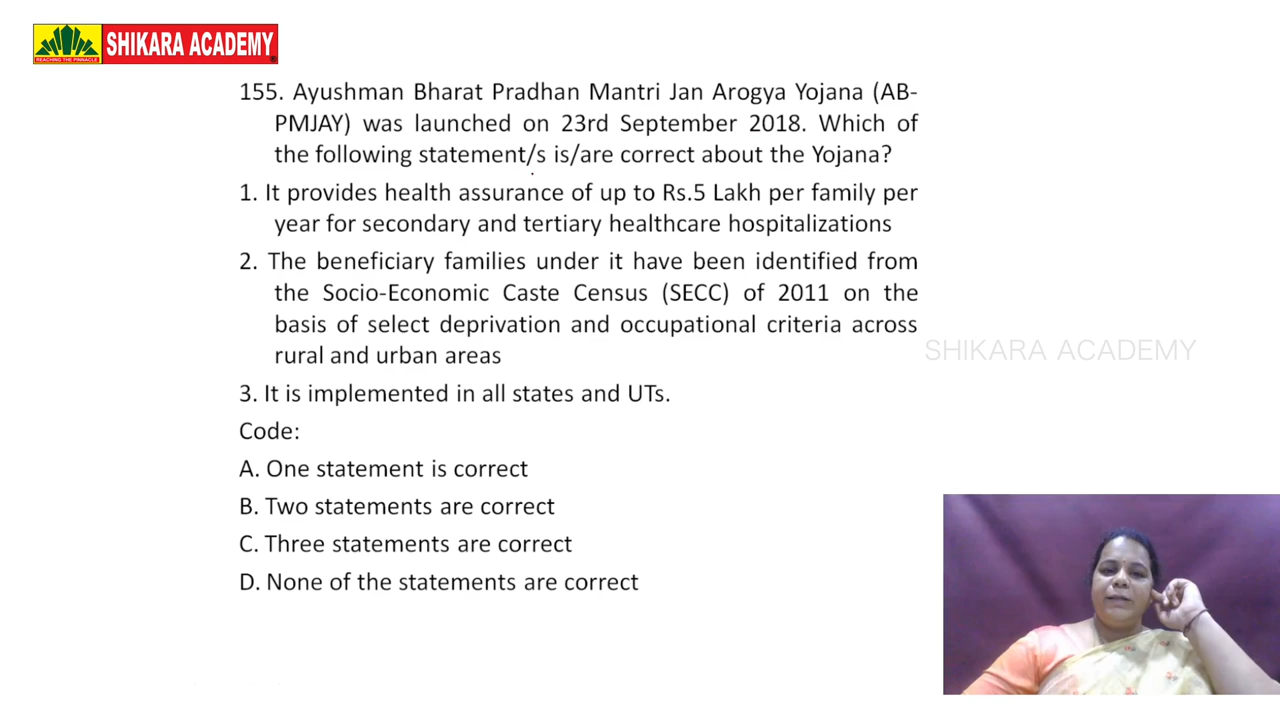 SHIKARA ACADEMY
REACHING THE PINNACLE
155. Ayushman Bharat Pradhan Mantri Jan Arogya Yojana (AB-
PMJAY) was launched on 23rd September 2018. Which of
the following statement/s is/are correct about the Yojana?
1. It provides health assurance of up to Rs.5 Lakh per family per
year for secondary and tertiary healthcare hospitalizations
2. The beneficiary families under it have been identified from
the Socio-Economic Caste Census (SECC) of 2011 on the
basis of select deprivation and occupational criteria across
rural and urban areas
SHIKARA ACADEMY
3. It is implemented in all states and UTs.
Code:
A. One statement is correct
B. Two statements are correct
C. Three statements are correct
D. None of the statements are correct